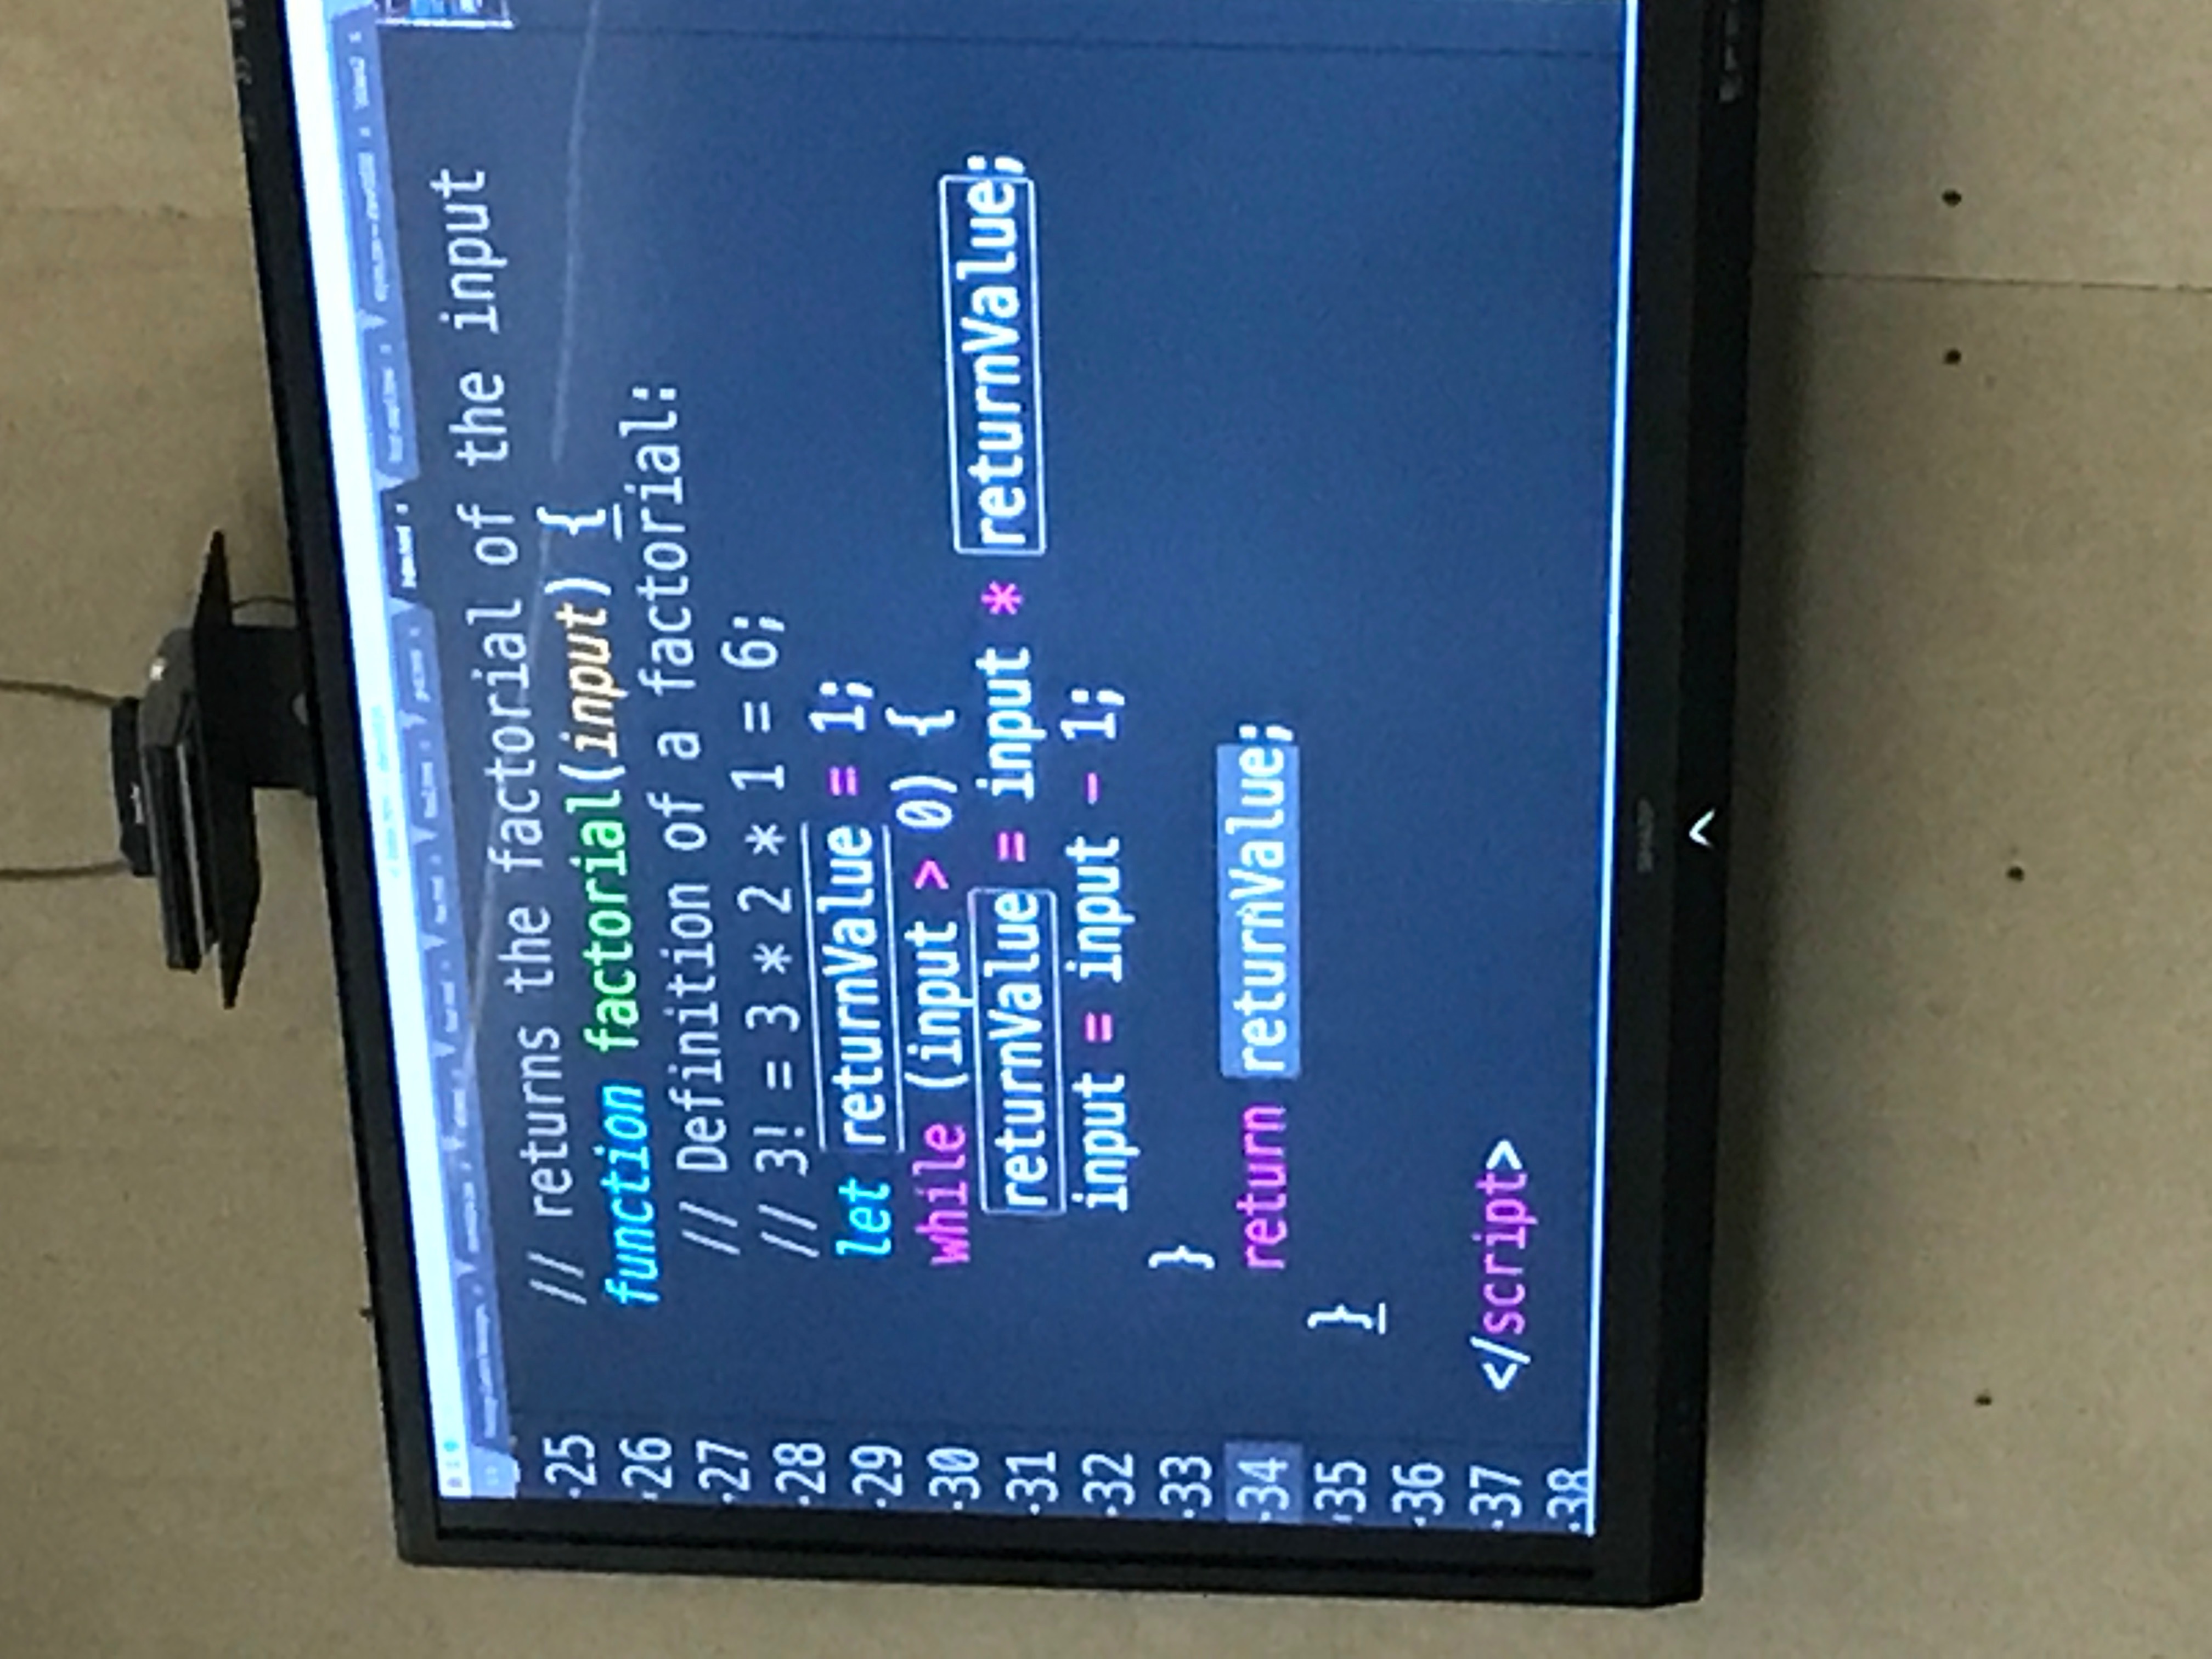 25 // returns the factorial of the input
26 function factorial(input) {
27 // Definition of a factorial:
28 // 3! = 3 * 2 * 1 = 6;
29 let returnValue = 1;
30 while (input > 0) {
31 returnValue = input * returnValue;
32 input = input - 1;
33 }
34 return returnValue;
35 }
36
37 </script>
38
SHARP